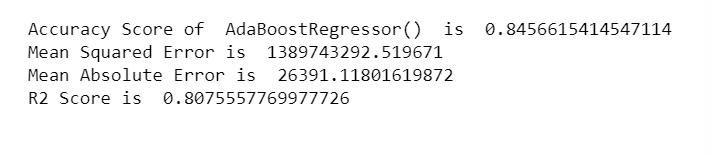 Accuracy Score of  AdaBoostRegressor()  is  0.8456615414547114
Mean Squared Error is  1389743292.519671
Mean Absolute Error is  26391.11801619872
R2 Score is  0.8075557769977726